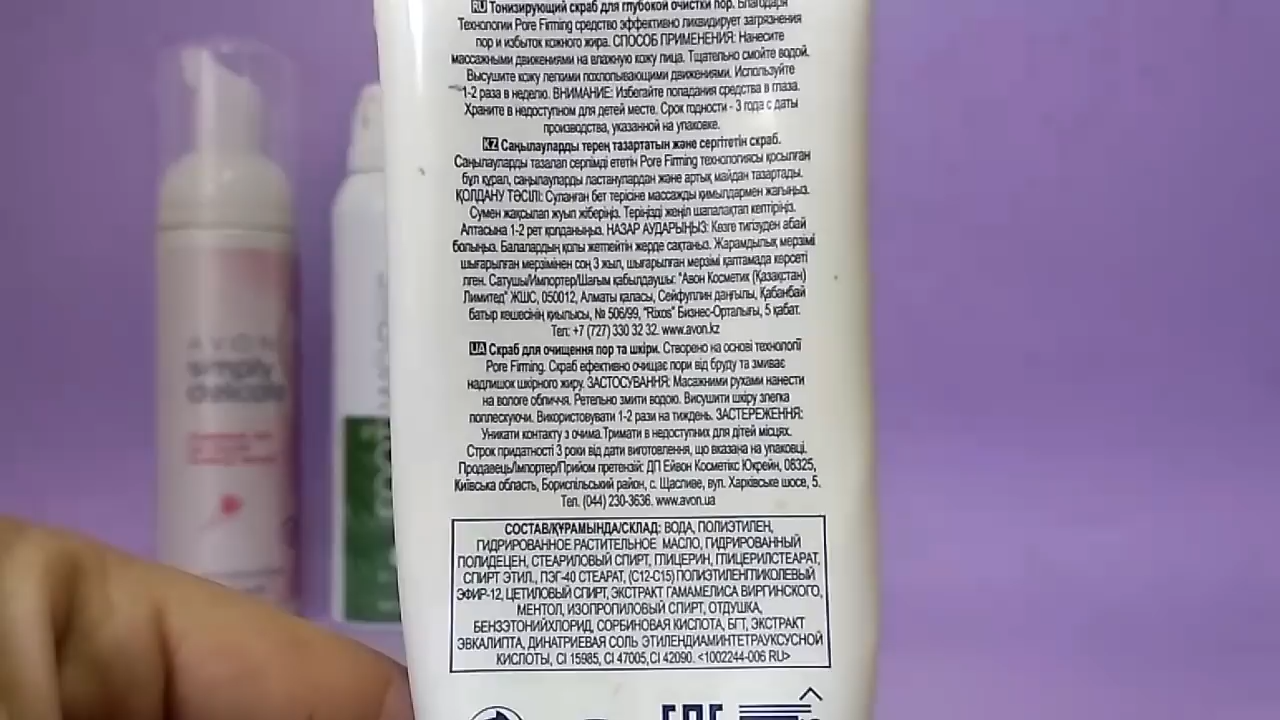 RU Тонизирующий скраб для глубокой очистки пор. Благодаря
Технологии Pore Firming средство эффективно ликвидирует загрязнения
пор и избыток кожного жира. СПОСОБ ПРИМЕНЕНИЯ: Нанесите
массажными движениями на влажную кожу лица. Тщательно смойте водой.
Высушите кожу легкими похлопывающими движениями. Используйте
1-2 раза в неделю. ВНИМАНИЕ: Избегайте попадания средства в глаза.
Храните в недоступном для детей месте. Срок годности - 3 года с даты
производства, указанной на упаковке.
KZ Саңылауларды терең тазартатын және сергітетін скраб.
Саңылауларды тазалап серпімді ететін Pore Firming технологиясы қосылған
бұл құрал, саңылауларды ластанулардан және артық майдан тазартады.
ҚОЛДАНУ ТӘСІЛІ: Суланған бет терісіне массажды қимылдармен жағыңыз.
Сумен жақсылап жуып жіберіңіз. Теріңізді жеңіл шапалақтап кептіріңіз.
Аптасына 1-2 рет қолданыңыз. НАЗАР АУДАРЫҢЫЗ: Көзге тигізуден абай
болыңыз. Балалардың қолы жетпейтін жерде сақтаңыз. Жарамдылық мерзімі
шығарылған мерзімінен соң 3 жыл, шығарылған мерзімі қаптамада көрсеті
лген. Сатушы/Импортер/Шағым қабылдаушы: "Авон Косметик (Қазақстан)
Лимитед" ЖШС, 050012, Алматы қаласы, Сейфуллин даңғылы, Қабанбай
батыр көшесінің қиылысы, № 506/99, "Rixos" Бизнес-Орталығы, 5 қабат.
Тел: +7 (727) 330 32 32. www.avon.kz
UA Скраб для очищення пор та шкіри. Створено на основі технології
Pore Firming. Скраб ефективно очищає пори від бруду та змиває
надлишок шкірного жиру. ЗАСТОСУВАННЯ: Масажними рухами нанести
на вологе обличчя. Ретельно змити водою. Висушити шкіру злегка
поплескуючи. Використовувати 1-2 рази на тиждень. ЗАСТЕРЕЖЕННЯ:
Уникати контакту з очима.Тримати в недоступних для дітей місцях.
Строк придатності 3 роки від дати виготовлення, що вказана на упаковці.
Продавець/Імпортер/Прийом претензій: ДП Ейвон Косметікс Юкрейн, 08325,
Київська область, Бориспільський район, с. Щасливе, вул. Харківське шосе, 5.
Тел. (044) 230-3636. www.avon.ua
СОСТАВ/ҚҰРАМЫНДА/СКЛАД: ВОДА, ПОЛИЭТИЛЕН,
ГИДРИРОВАННОЕ РАСТИТЕЛЬНОЕ МАСЛО, ГИДРИРОВАННЫЙ
ПОЛИДЕЦЕН, СТЕАРИЛОВЫЙ СПИРТ, ГЛИЦЕРИН, ГЛИЦЕРИЛСТЕАРАТ,
СПИРТ ЭТИЛ., ПЭГ-40 СТЕАРАТ, (C12-C15) ПОЛИЭТИЛЕНГЛИКОЛЕВЫЙ
ЭФИР-12, ЦЕТИЛОВЫЙ СПИРТ, ЭКСТРАКТ ГАМАМЕЛИСА ВИРГИНСКОГО,
МЕНТОЛ, ИЗОПРОПИЛОВЫЙ СПИРТ, ОТДУШКА,
БЕНЗЭТОНИЙХЛОРИД, СОРБИНОВАЯ КИСЛОТА, БГТ, ЭКСТРАКТ
ЭВКАЛИПТА, ДИНАТРИЕВАЯ СОЛЬ ЭТИЛЕНДИАМИНТЕТРАУКСУСНОЙ
КИСЛОТЫ, CI 15985, CI 47005,CI 42090. <1002244-006 RU>
AVON
simply
delicate